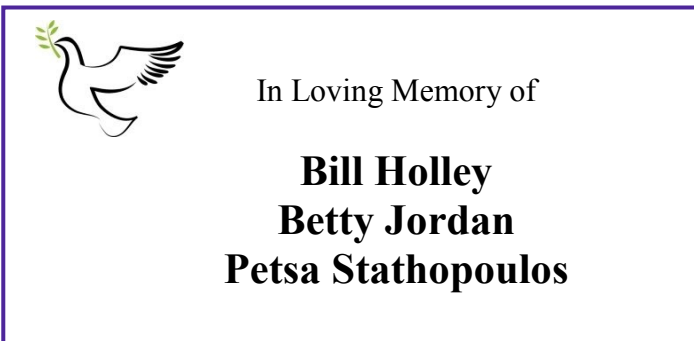 In Loving Memory of
Bill Holley
Betty Jordan
Petsa Stathopoulos